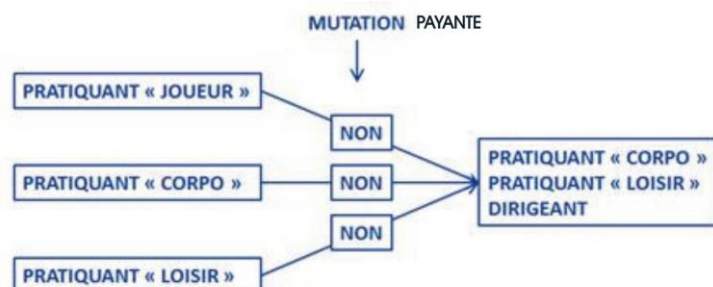 MUTATION PAYANTE
PRATIQUANT « JOUEUR »
NON
PRATIQUANT « CORPO »
NON
PRATIQUANT « CORPO »
PRATIQUANT « LOISIR »
DIRIGEANT
NON
PRATIQUANT « LOISIR »